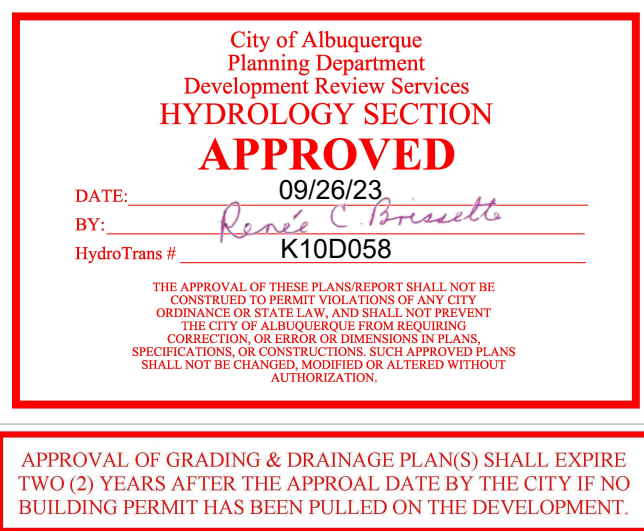 City of Albuquerque
Planning Department
Development Review Services
HYDROLOGY SECTION
APPROVED
DATE: 09/26/23
BY: Renée C. Brissette
HydroTrans # K10D058
THE APPROVAL OF THESE PLANS/REPORT SHALL NOT BE
CONSTRUED TO PERMIT VIOLATIONS OF ANY CITY
ORDINANCE OR STATE LAW, AND SHALL NOT PREVENT
THE CITY OF ALBUQUERQUE FROM REQUIRING
CORRECTION, OR ERROR OR DIMENSIONS IN PLANS,
SPECIFICATIONS, OR CONSTRUCTIONS. SUCH APPROVED PLANS
SHALL NOT BE CHANGED, MODIFIED OR ALTERED WITHOUT
AUTHORIZATION.
APPROVAL OF GRADING & DRAINAGE PLAN(S) SHALL EXPIRE
TWO (2) YEARS AFTER THE APPROAL DATE BY THE CITY IF NO
BUILDING PERMIT HAS BEEN PULLED ON THE DEVELOPMENT.